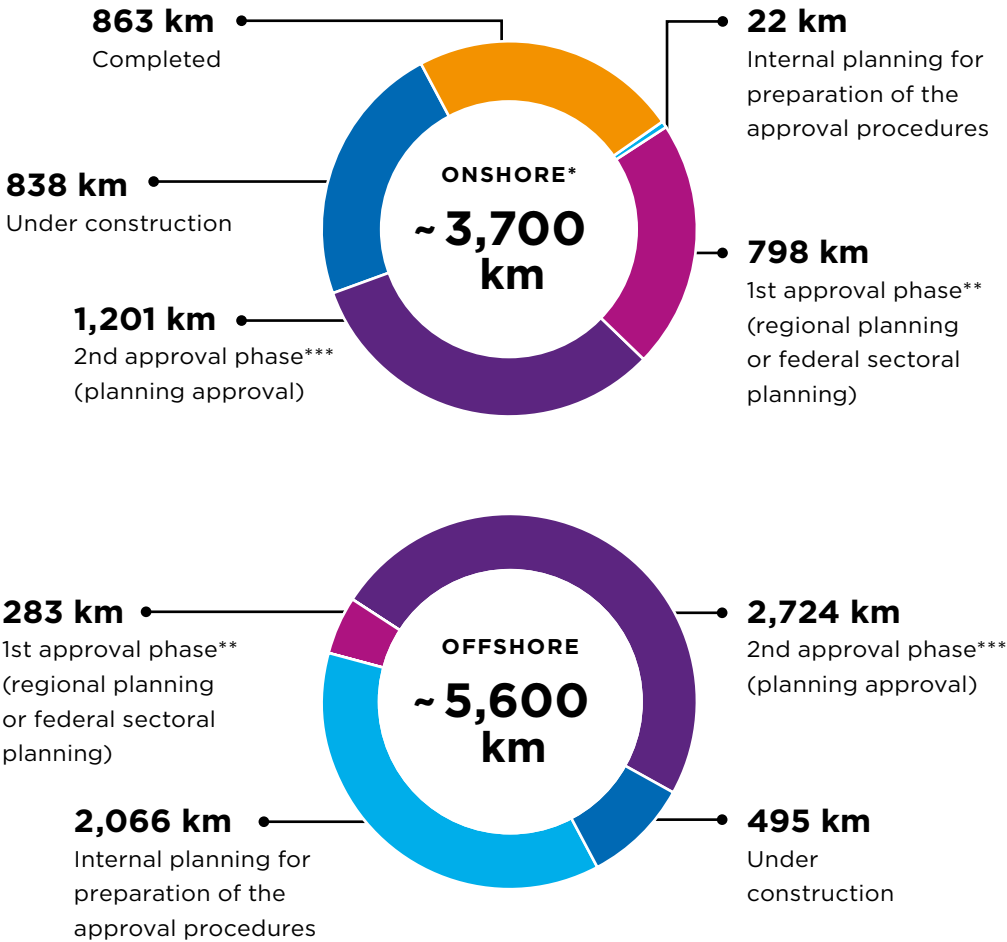 863 km
Completed
22 km
Internal planning for
preparation of the
approval procedures
838 km
Under construction
ONSHORE*
~ 3,700
km
798 km
1st approval phase**
(regional planning
or federal sectoral
planning)
1,201 km
2nd approval phase***
(planning approval)
283 km
1st approval phase**
(regional planning
or federal sectoral
planning)
OFFSHORE
~ 5,600
km
2,724 km
2nd approval phase***
(planning approval)
2,066 km
Internal planning for
preparation of the
approval procedures
495 km
Under
construction